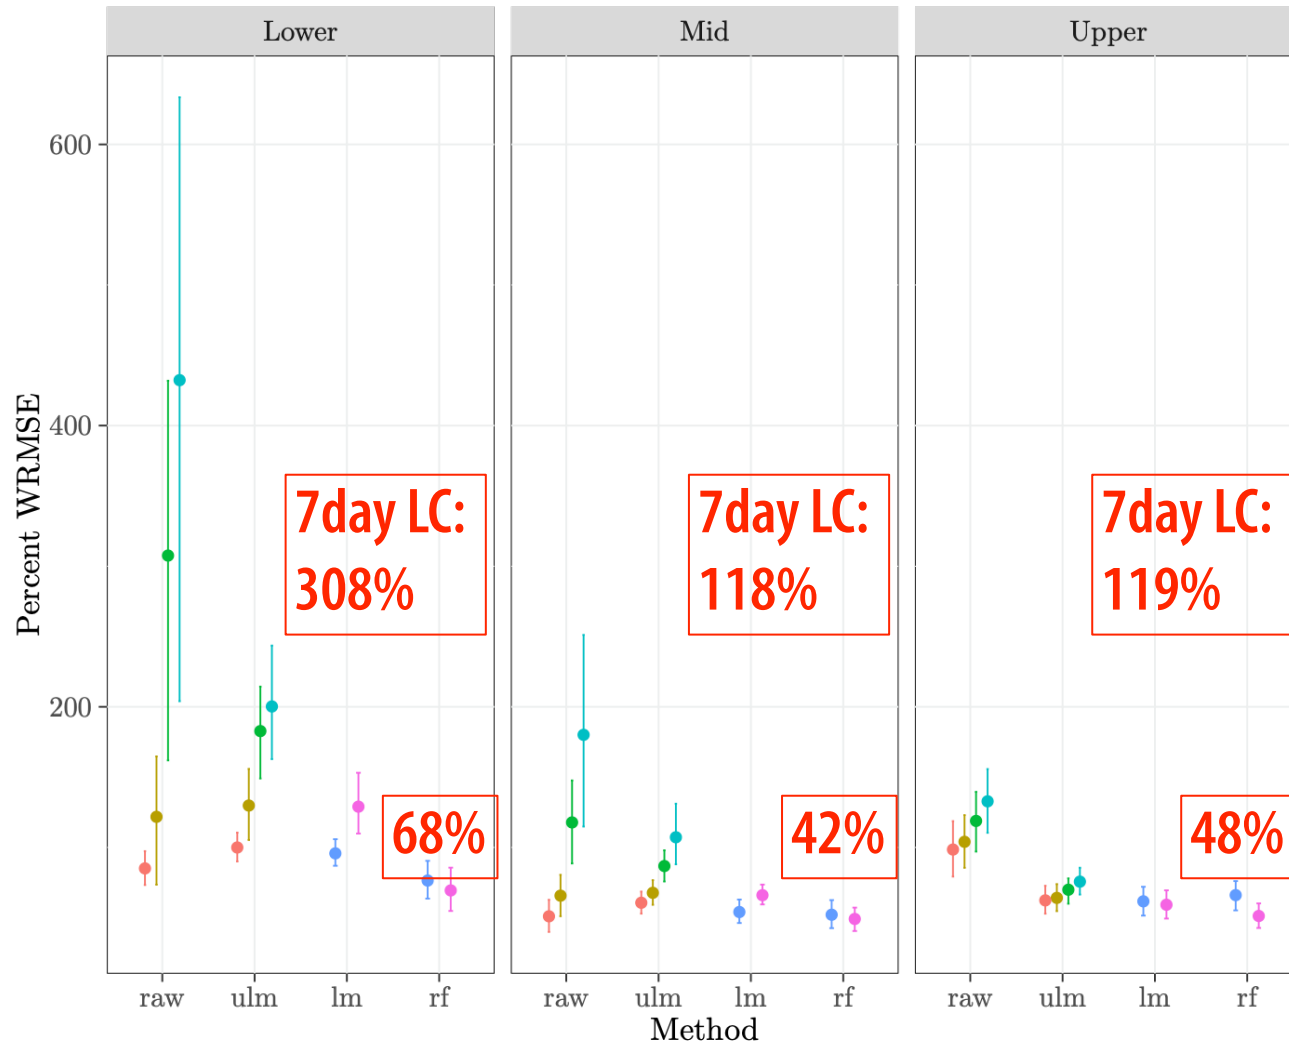 Lower
Mid
Upper
Percent WRMSE
600
400
200
7day LC:
308%
7day LC:
118%
7day LC:
119%
68%
42%
48%
raw ulm lm rf
raw ulm lm rf
raw ulm lm rf
Method